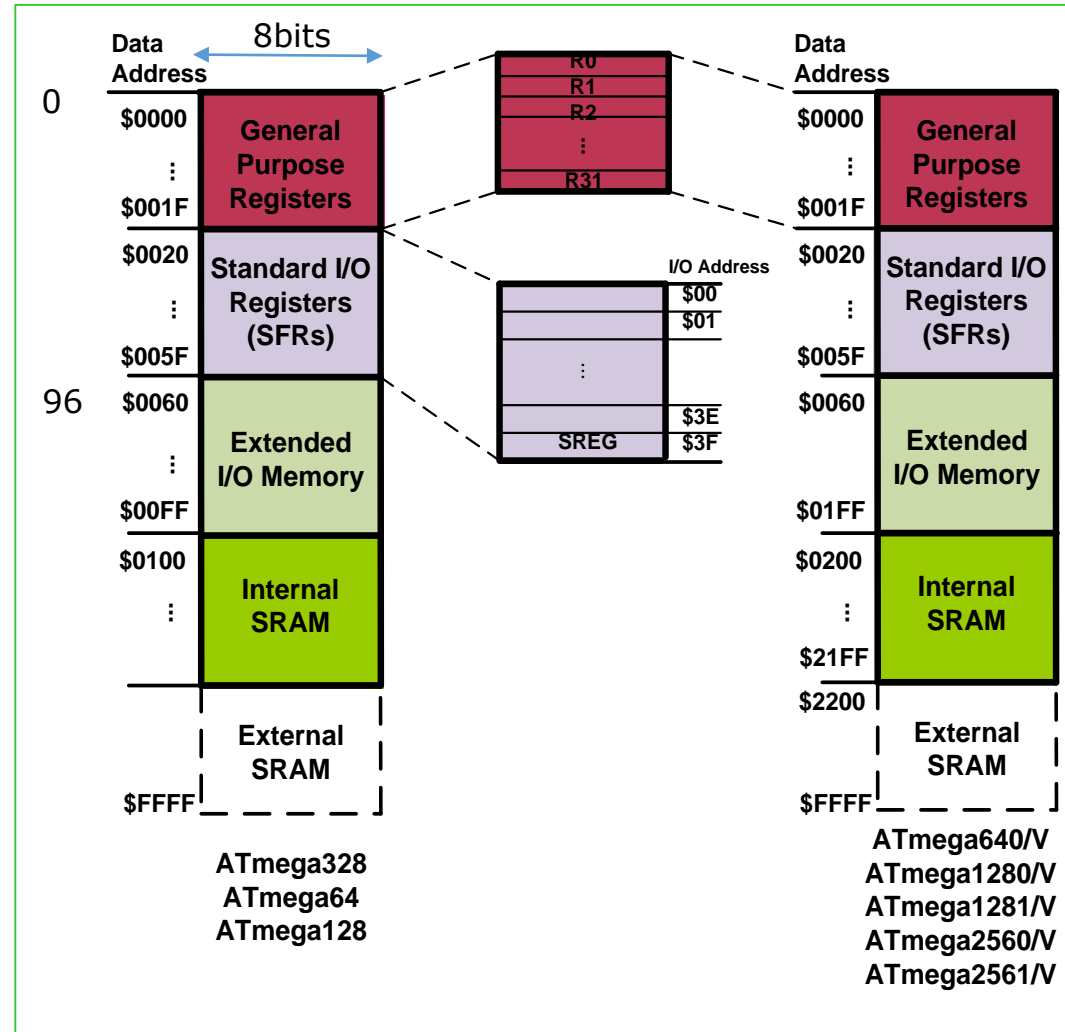 Data
Address
8bits
0
$0000
⋮
$001F
General
Purpose
Registers
$0020
⋮
$005F
Standard I/O
Registers
(SFRs)
96
$0060
⋮
$00FF
Extended
I/O Memory
$0100
⋮
Internal
SRAM
External
SRAM
$FFFF
ATmega328
ATmega64
ATmega128
R0
R1
R2
⋮
R31
I/O Address
$00
$01
⋮
$3E
SREG $3F
Data
Address
$0000
⋮
$001F
General
Purpose
Registers
$0020
⋮
$005F
Standard I/O
Registers
(SFRs)
$0060
$01FF
Extended
I/O Memory
$0200
⋮
$21FF
Internal
SRAM
$2200
External
SRAM
$FFFF
ATmega640/V
ATmega1280/V
ATmega1281/V
ATmega2560/V
ATmega2561/V